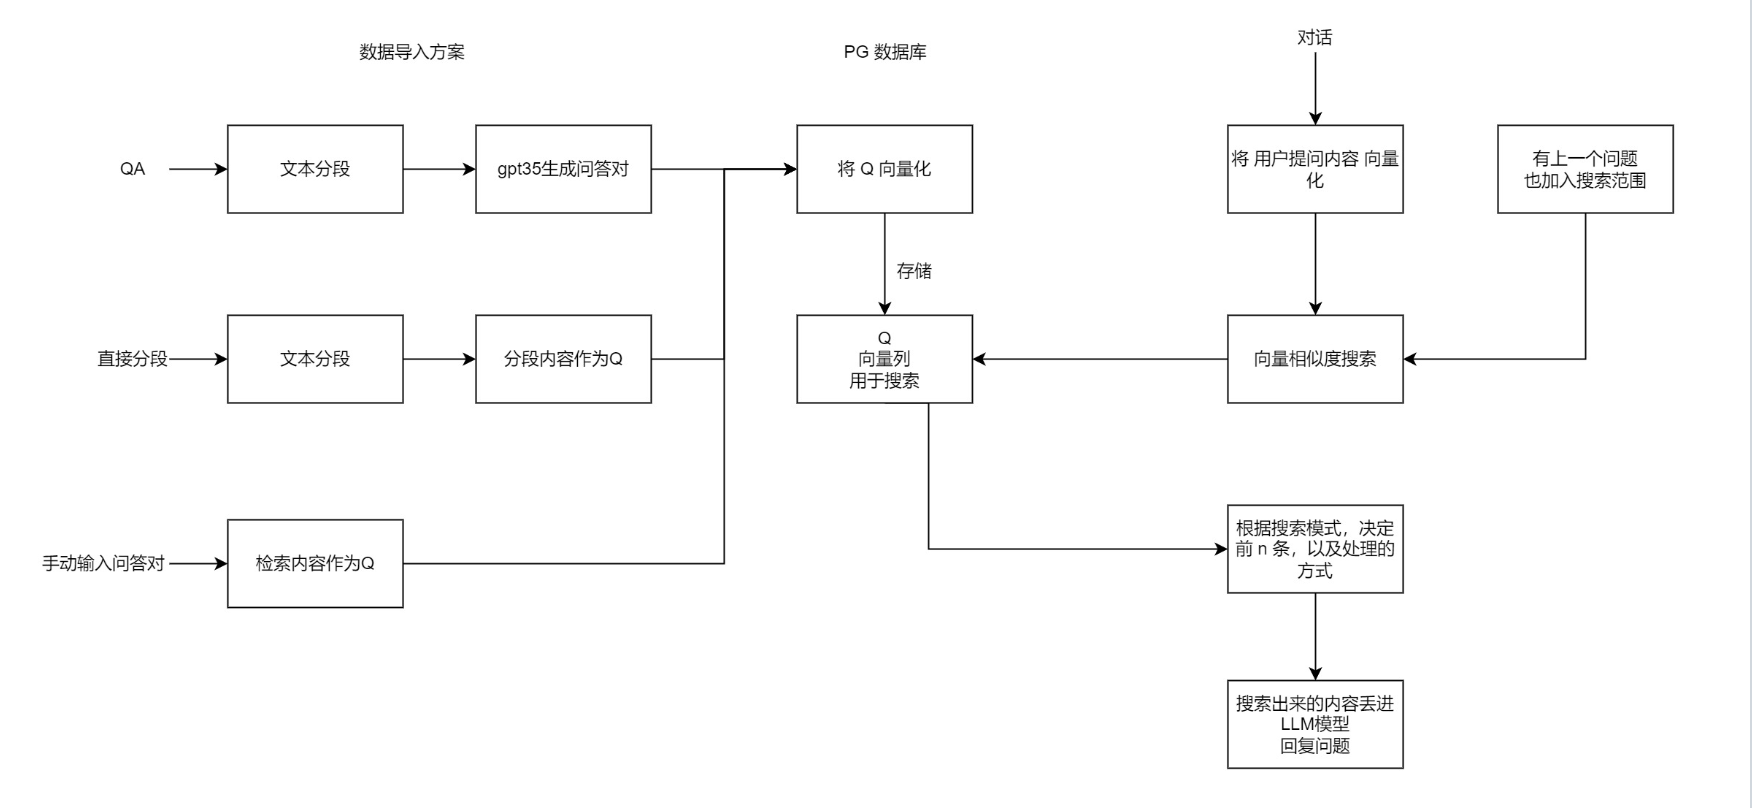 数据导入方案
PG 数据库
对话
QA
文本分段
gpt35生成问答对
将 Q 向量化
将 用户提问内容 向量
化
有上一个问题
也加入搜索范围
存储
直接分段
文本分段
分段内容作为Q
Q
向量列
用于搜索
向量相似度搜索
手动输入问答对
检索内容作为Q
根据搜索模式，决定
前 n 条，以及处理的
方式
搜索出来的内容丢进
LLM模型
回复问题